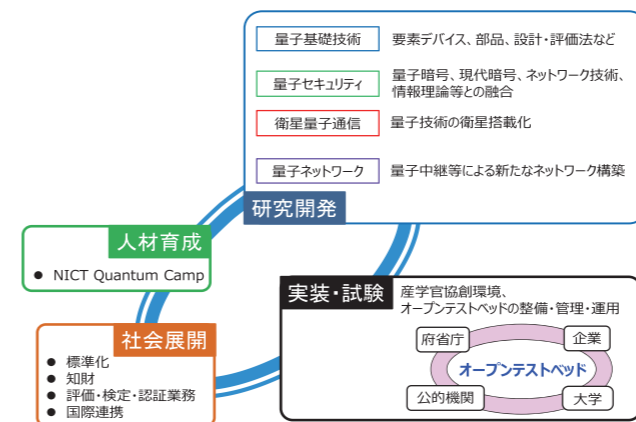 量子基礎技術 要素デバイス、部品、設計・評価法など
量子セキュリティ 量子暗号、現代暗号、ネットワーク技術、
情報理論等との融合
衛星量子通信 量子技術の衛星搭載化
量子ネットワーク 量子中継等による新たなネットワーク構築
研究開発
人材育成
● NICT Quantum Camp
実装・試験 産学官協創環境、
オープンテストベッドの整備・管理・運用
府省庁 企業
オープンテストベッド
公的機関 大学
社会展開
● 標準化
● 知財
● 評価・検定・認証業務
● 国際連携